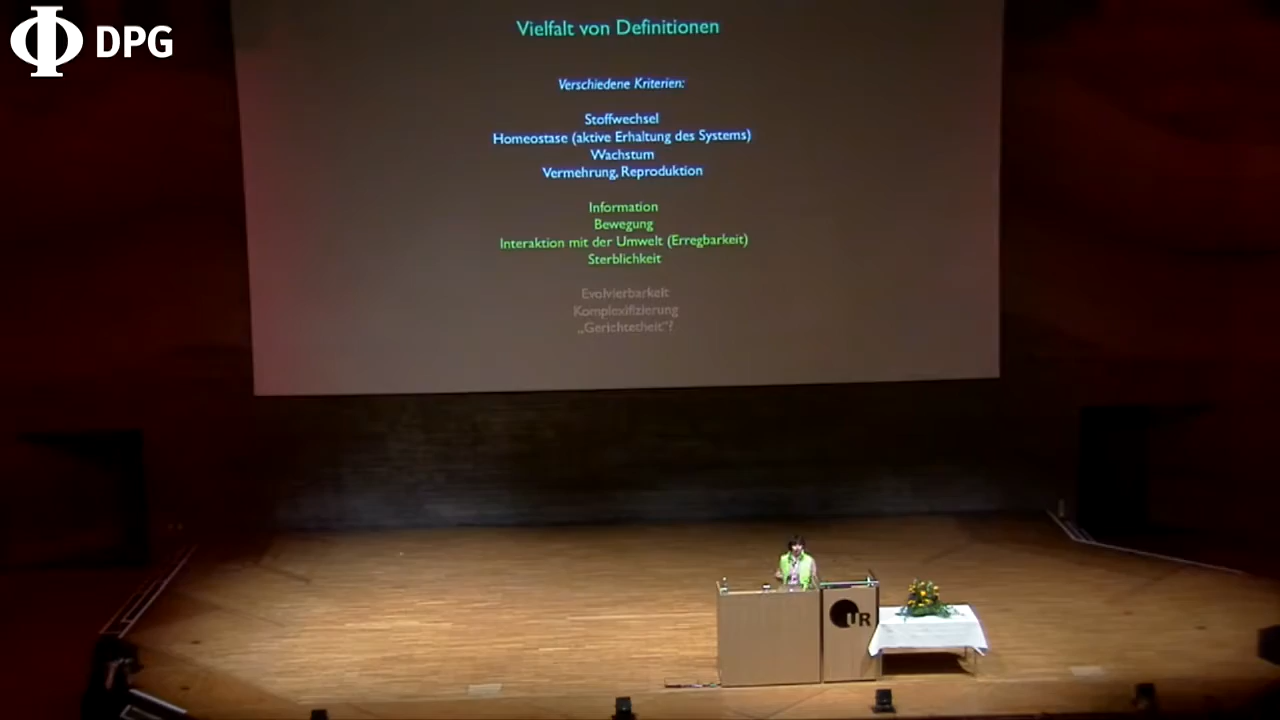 DPG
Vielfalt von Definitionen
Verschiedene Kriterien:
Stoffwechsel
Homeostase (aktive Erhaltung des Systems)
Wachstum
Vermehrung, Reproduktion
Information
Bewegung
Interaktion mit der Umwelt (Erregbarkeit)
Sterblichkeit
Evolvierbarkeit
Komplexifizierung
„Gerichtetheit“?
UR